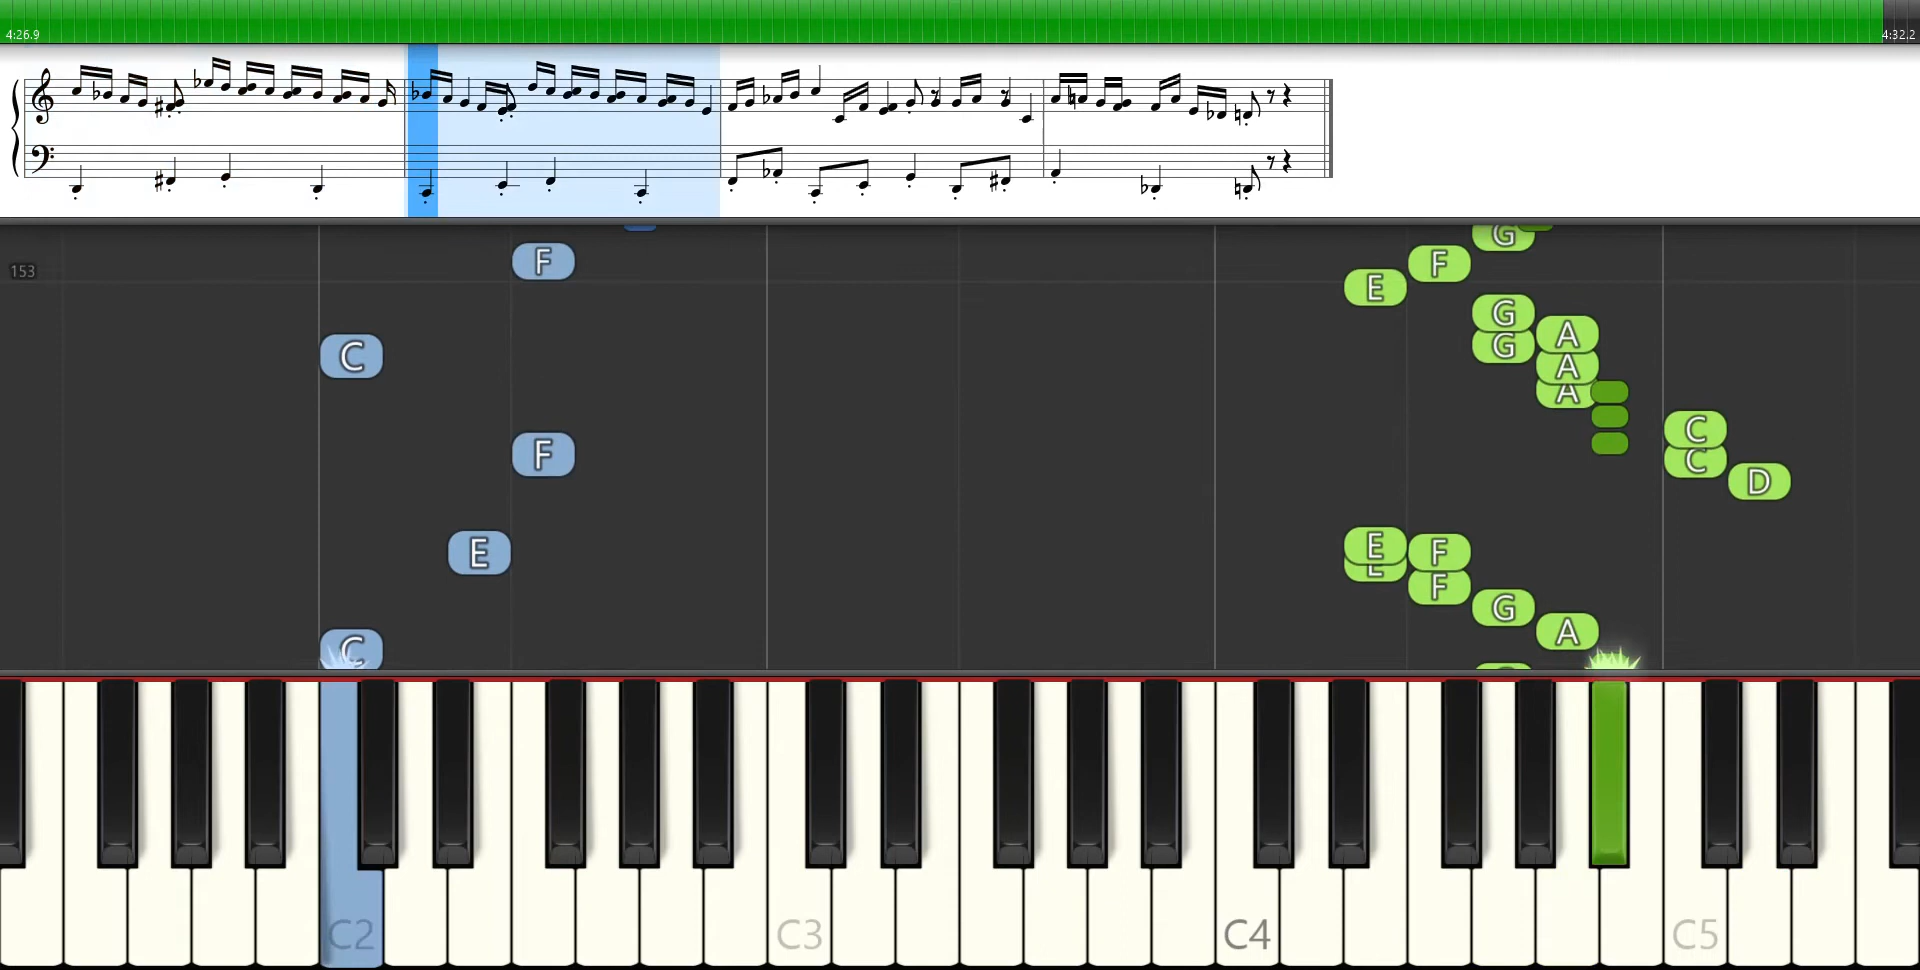 4:26.9 4:32.2
G
F F
153
E
G
C G A
A
A
C
F C
D
E E F
E F
G
C A
C2 C3 C4 C5